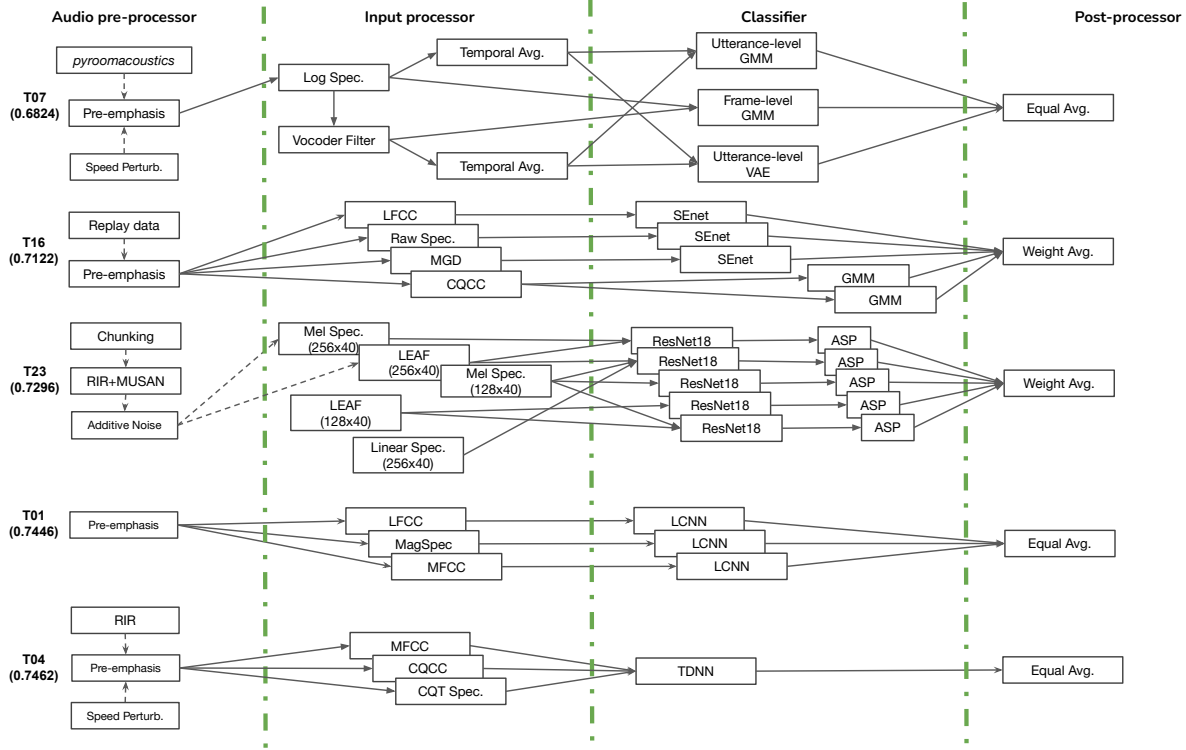 Audio pre-processor
Input processor
Classifier
Post-processor
T07
(0.6824)
pyroomacoustics
Pre-emphasis
Speed Perturb.
Log Spec.
Vocoder Filter
Temporal Avg.
Temporal Avg.
Utterance-level
GMM
Frame-level
GMM
Utterance-level
VAE
Equal Avg.
T16
(0.7122)
Replay data
Pre-emphasis
LFCC
Raw Spec.
MGD
CQCC
SEnet
SEnet
SEnet
GMM
GMM
Weight Avg.
T23
(0.7296)
Chunking
RIR+MUSAN
Additive Noise
Mel Spec.
(256x40)
LEAF
(256x40)
Mel Spec.
(128x40)
LEAF
(128x40)
Linear Spec.
(256x40)
ResNet18
ResNet18
ResNet18
ResNet18
ResNet18
ASP
ASP
ASP
ASP
ASP
Weight Avg.
T01
(0.7446)
Pre-emphasis
LFCC
MagSpec
MFCC
LCNN
LCNN
LCNN
Equal Avg.
T04
(0.7462)
RIR
Pre-emphasis
Speed Perturb.
MFCC
CQCC
CQT Spec.
TDNN
Equal Avg.